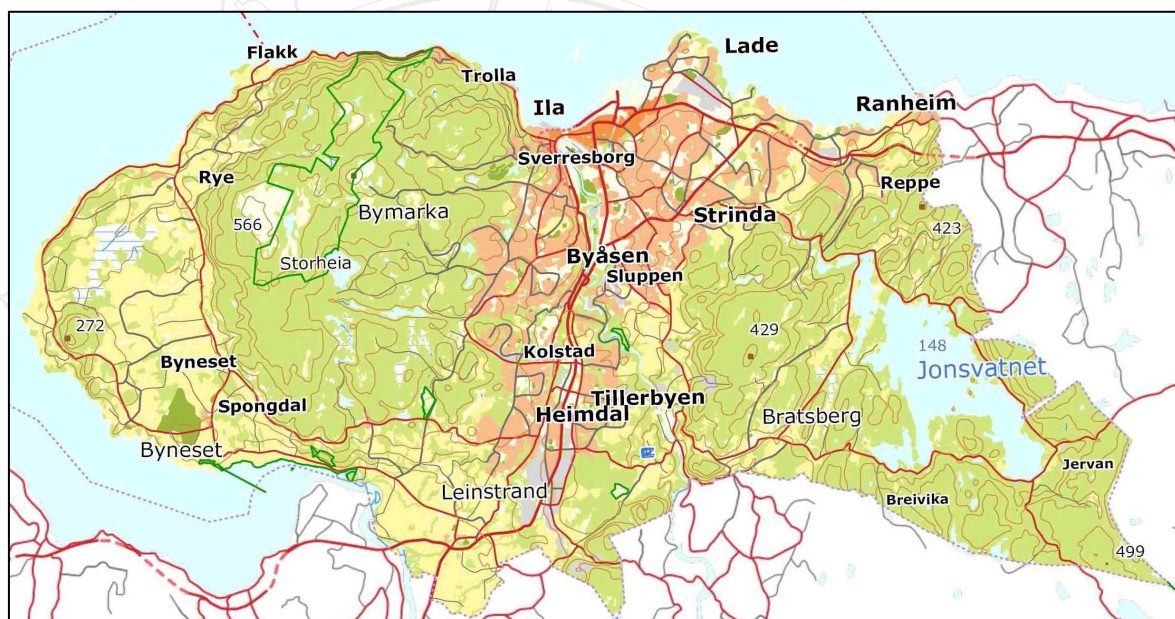 Lade
Flakk
Trolla
Ila
Ranheim
Sverresborg
Rye
Reppe
566
Bymarka
Strinda
423
Storheia
Byåsen
Sluppen
272
429
Kolstad
148
Byneset
Jonsvatnet
Spongdal
Tillerbyen
Heimdal
Bratsberg
Byneset
Jervan
Leinstrand
Breivika
499